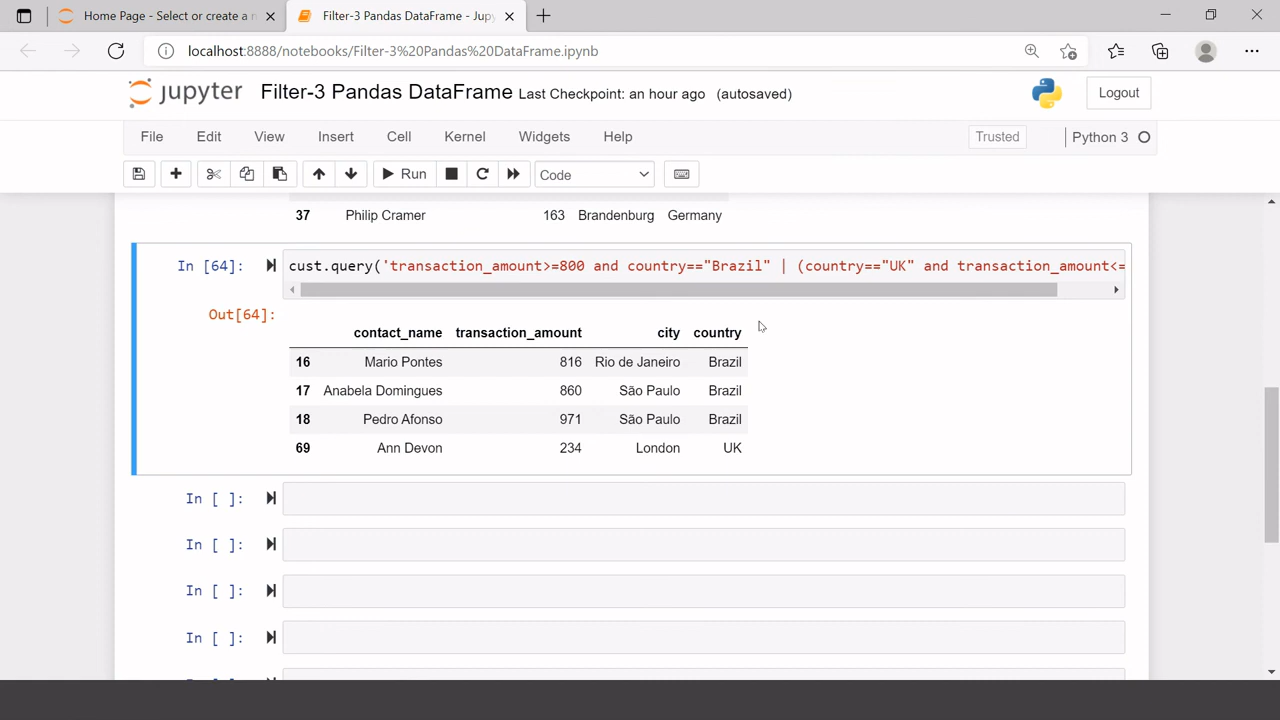 Home Page - Select or create a n
Filter-3 Pandas DataFrame - Jupy
localhost:8888/notebooks/Filter-3%20Pandas%20DataFrame.ipynb
jupyter Filter-3 Pandas DataFrame Last Checkpoint: an hour ago (autosaved)
Logout
File Edit View Insert Cell Kernel Widgets Help
Trusted
Python 3
Run
Code
37 Philip Cramer 163 Brandenburg Germany
In [64]: cust.query('transaction_amount>=800 and country=="Brazil" | (country=="UK" and transaction_amount<=
Out[64]:
contact_name transaction_amount city country
16 Mario Pontes 816 Rio de Janeiro Brazil
17 Anabela Domingues 860 São Paulo Brazil
18 Pedro Afonso 971 São Paulo Brazil
69 Ann Devon 234 London UK
In [ ]:
In [ ]:
In [ ]:
In [ ]: